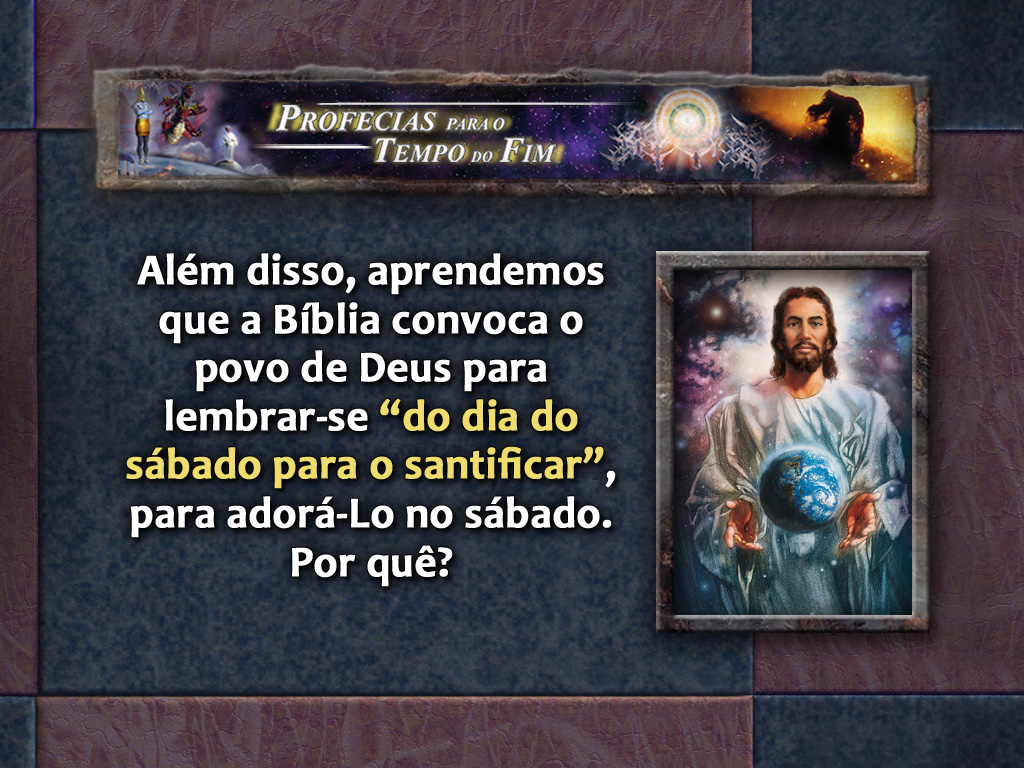 PROFECIAS PARA O
TEMPO DO FIM
Além disso, aprendemos
que a Bíblia convoca o
povo de Deus para
lembrar-se “do dia do
sábado para o santificar”,
para adorá-Lo no sábado.
Por quê?